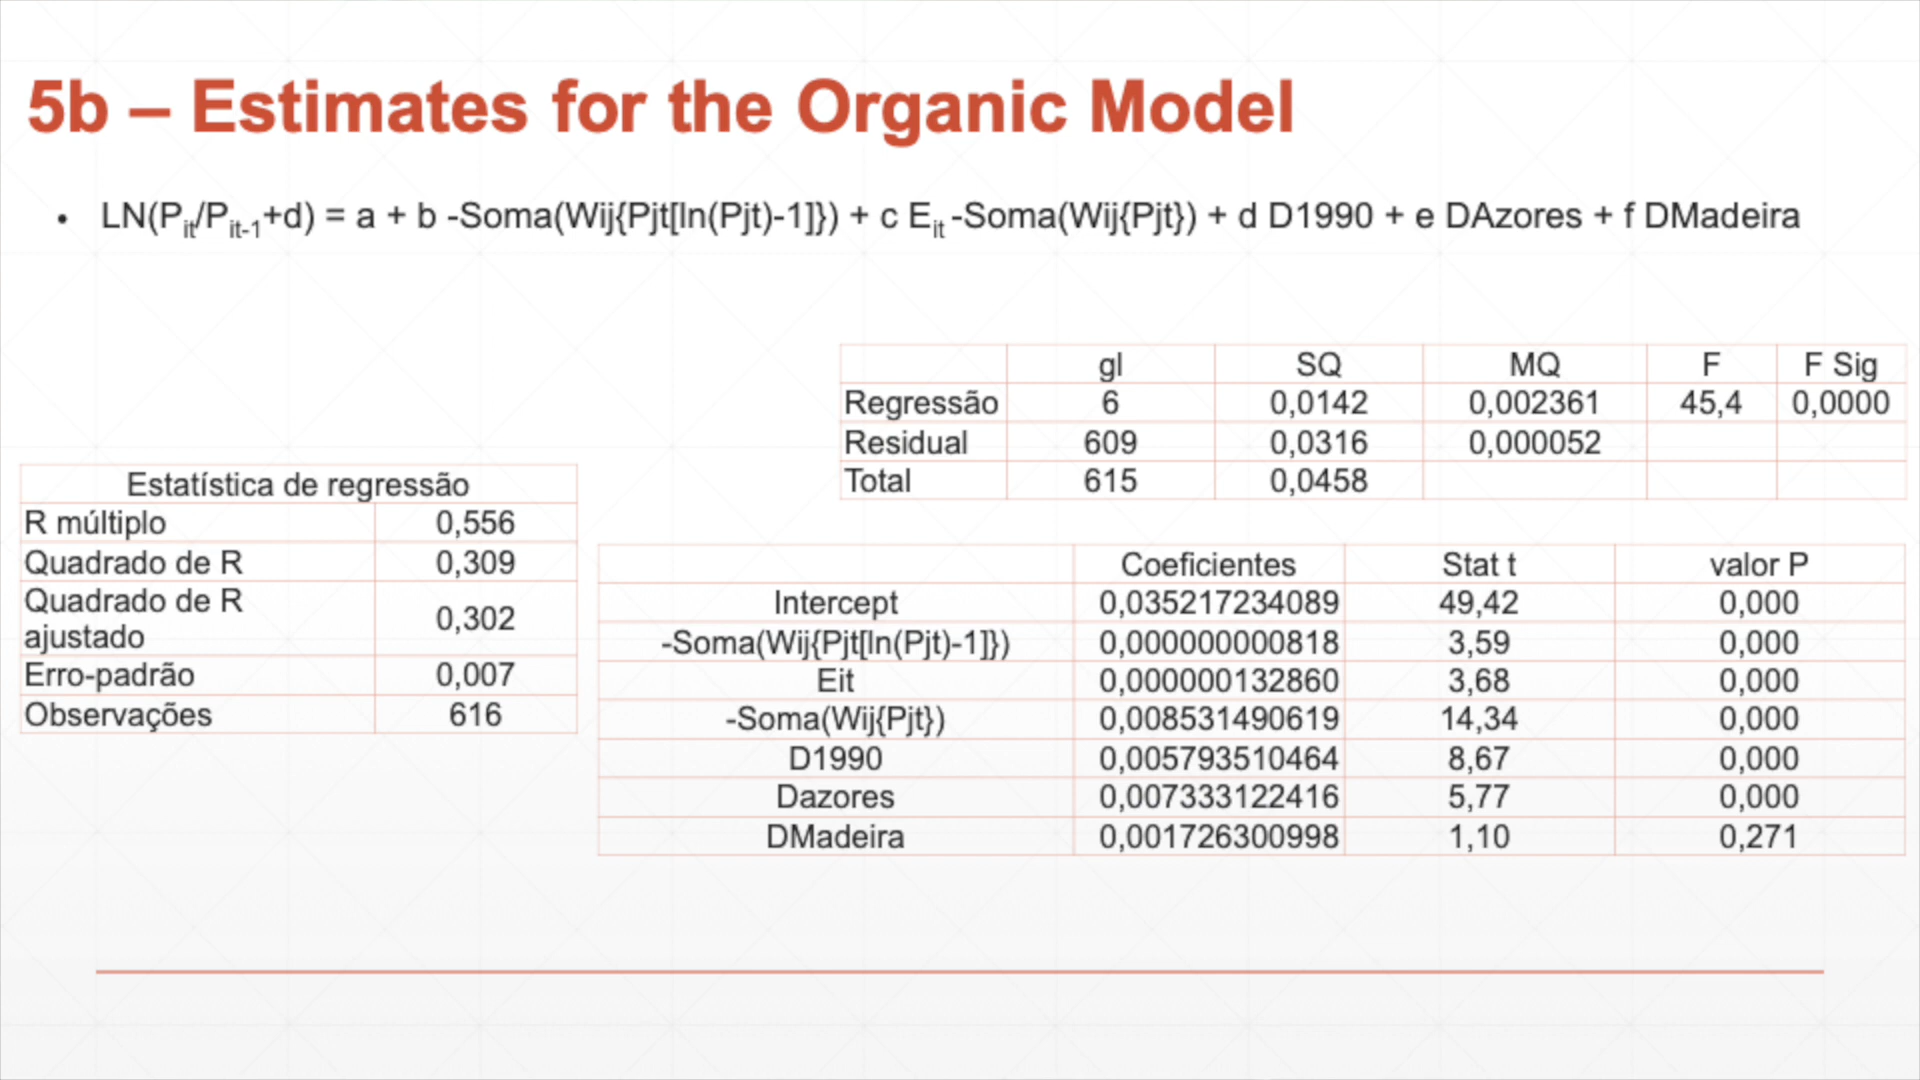 5b – Estimates for the Organic Model
• LN(Pit/Pit-1+d) = a + b -Soma(Wij{Pjt[ln(Pjt)-1]}) + c Eit -Soma(Wij{Pjt}) + d D1990 + e DAzores + f DMadeira
gl SQ MQ F F Sig
Regressão 6 0,0142 0,002361 45,4 0,0000
Residual 609 0,0316 0,000052
Total 615 0,0458
Estatística de regressão
R múltiplo 0,556
Quadrado de R 0,309
Quadrado de R
ajustado 0,302
Erro-padrão 0,007
Observações 616
Coeficientes Stat t valor P
Intercept 0,035217234089 49,42 0,000
-Soma(Wij{Pjt[ln(Pjt)-1]}) 0,000000000818 3,59 0,000
Eit 0,000000132860 3,68 0,000
-Soma(Wij{Pjt}) 0,008531490619 14,34 0,000
D1990 0,005793510464 8,67 0,000
Dazores 0,007333122416 5,77 0,000
DMadeira 0,001726300998 1,10 0,271